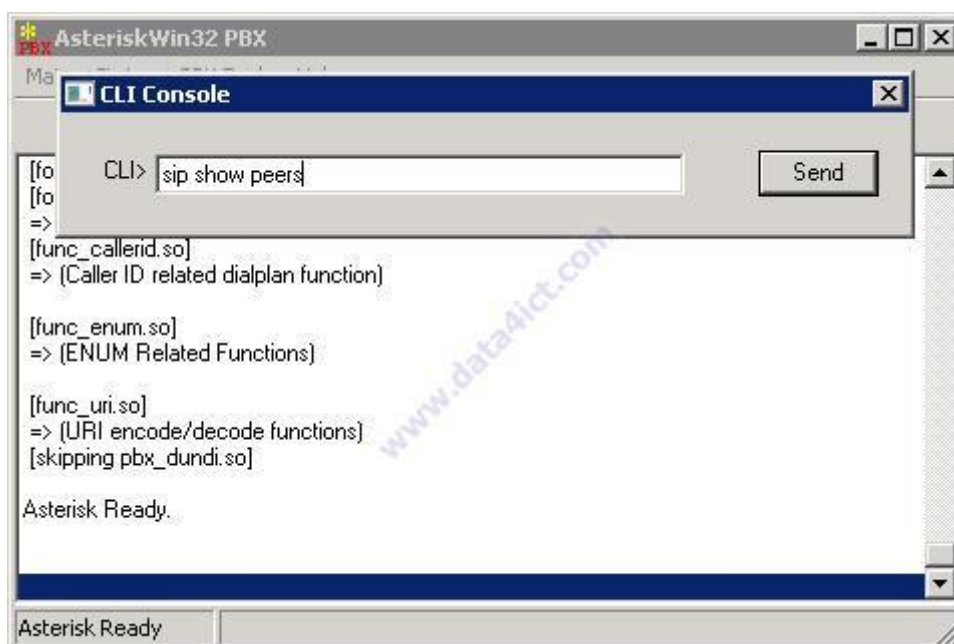 PBX AsteriskWin32 PBX
CLI Console
CLI> sip show peers
Send
[fo
[fo
=>
[func_callerid.so]
=> (Caller ID related dialplan function)
[func_enum.so]
=> (ENUM Related Functions)
[func_uri.so]
=> (URI encode/decode functions)
[skipping pbx_dundi.so]
Asterisk Ready.
Asterisk Ready
www.data4ict.com